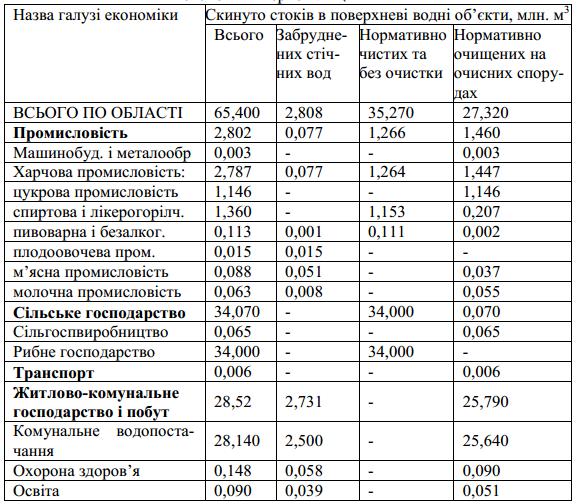 Назва галузі економіки | Скинуто стоків в поверхневі водні об’єкти, млн. м³
Всього | Забрудне-них стіч-них вод | Нормативно чистих та без очистки | Нормативно очищених на очисних спору-дах
ВСЬОГО ПО ОБЛАСТІ | 65,400 | 2,808 | 35,270 | 27,320
Промисловість | 2,802 | 0,077 | 1,266 | 1,460
Машинобуд. і металообр | 0,003 | - | - | 0,003
Харчова промисловість: | 2,787 | 0,077 | 1,264 | 1,447
цукрова промисловість | 1,146 | - | - | 1,146
спиртова і лікерогорілч. | 1,360 | - | 1,153 | 0,207
пивоварна і безалког. | 0,113 | 0,001 | 0,111 | 0,002
плодоовочева пром. | 0,015 | 0,015 | - | -
м’ясна промисловість | 0,088 | 0,051 | - | 0,037
молочна промисловість | 0,063 | 0,008 | - | 0,055
Сільське господарство | 34,070 | - | 34,000 | 0,070
Сільгоспвиробництво | 0,065 | - | - | 0,065
Рибне господарство | 34,000 | - | 34,000 | -
Транспорт | 0,006 | - | - | 0,006
Житлово-комунальне господарство і побут | 28,52 | 2,731 | - | 25,790
Комунальне водопоста-чання | 28,140 | 2,500 | - | 25,640
Охорона здоров’я | 0,148 | 0,058 | - | 0,090
Освіта | 0,090 | 0,039 | - | 0,051